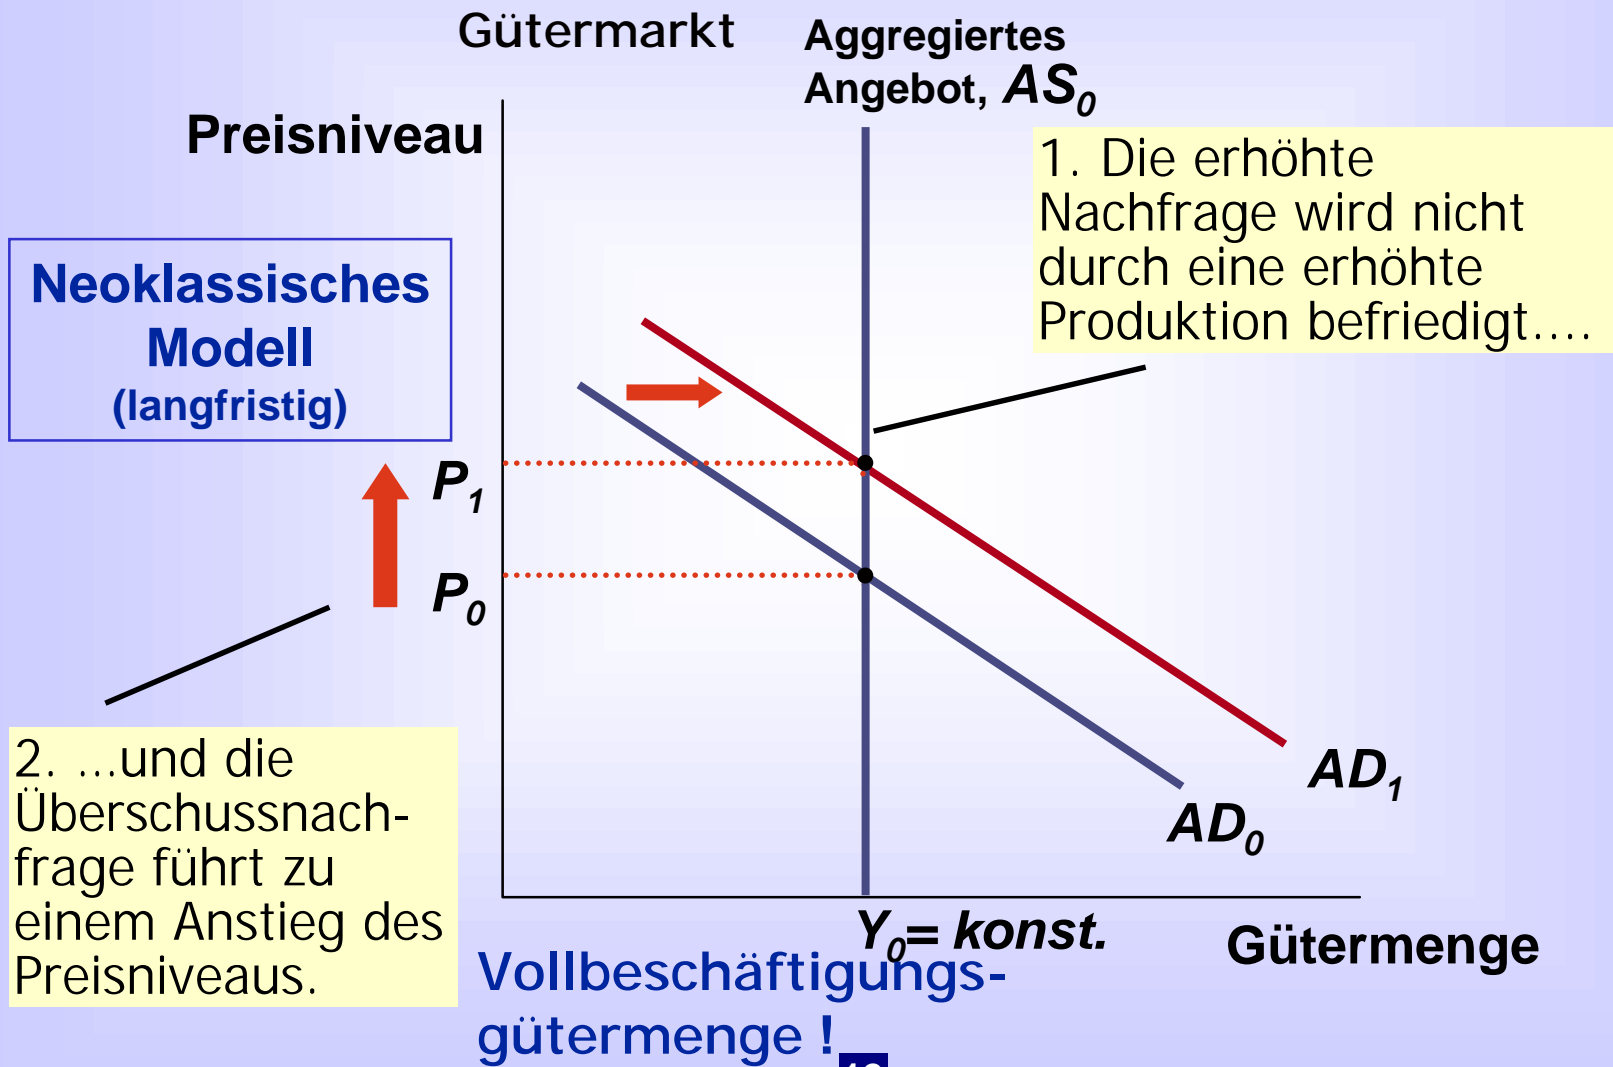 Gütermarkt
Aggregiertes
Angebot, AS0
Preisniveau
1. Die erhöhte
Nachfrage wird nicht
durch eine erhöhte
Produktion befriedigt....
Neoklassisches
Modell
(langfristig)
P1
P0
2. ...und die
Überschussnach-
frage führt zu
einem Anstieg des
Preisniveaus.
AD1
AD0
Y0= konst.
Gütermenge
Vollbeschäftigungs-
gütermenge !